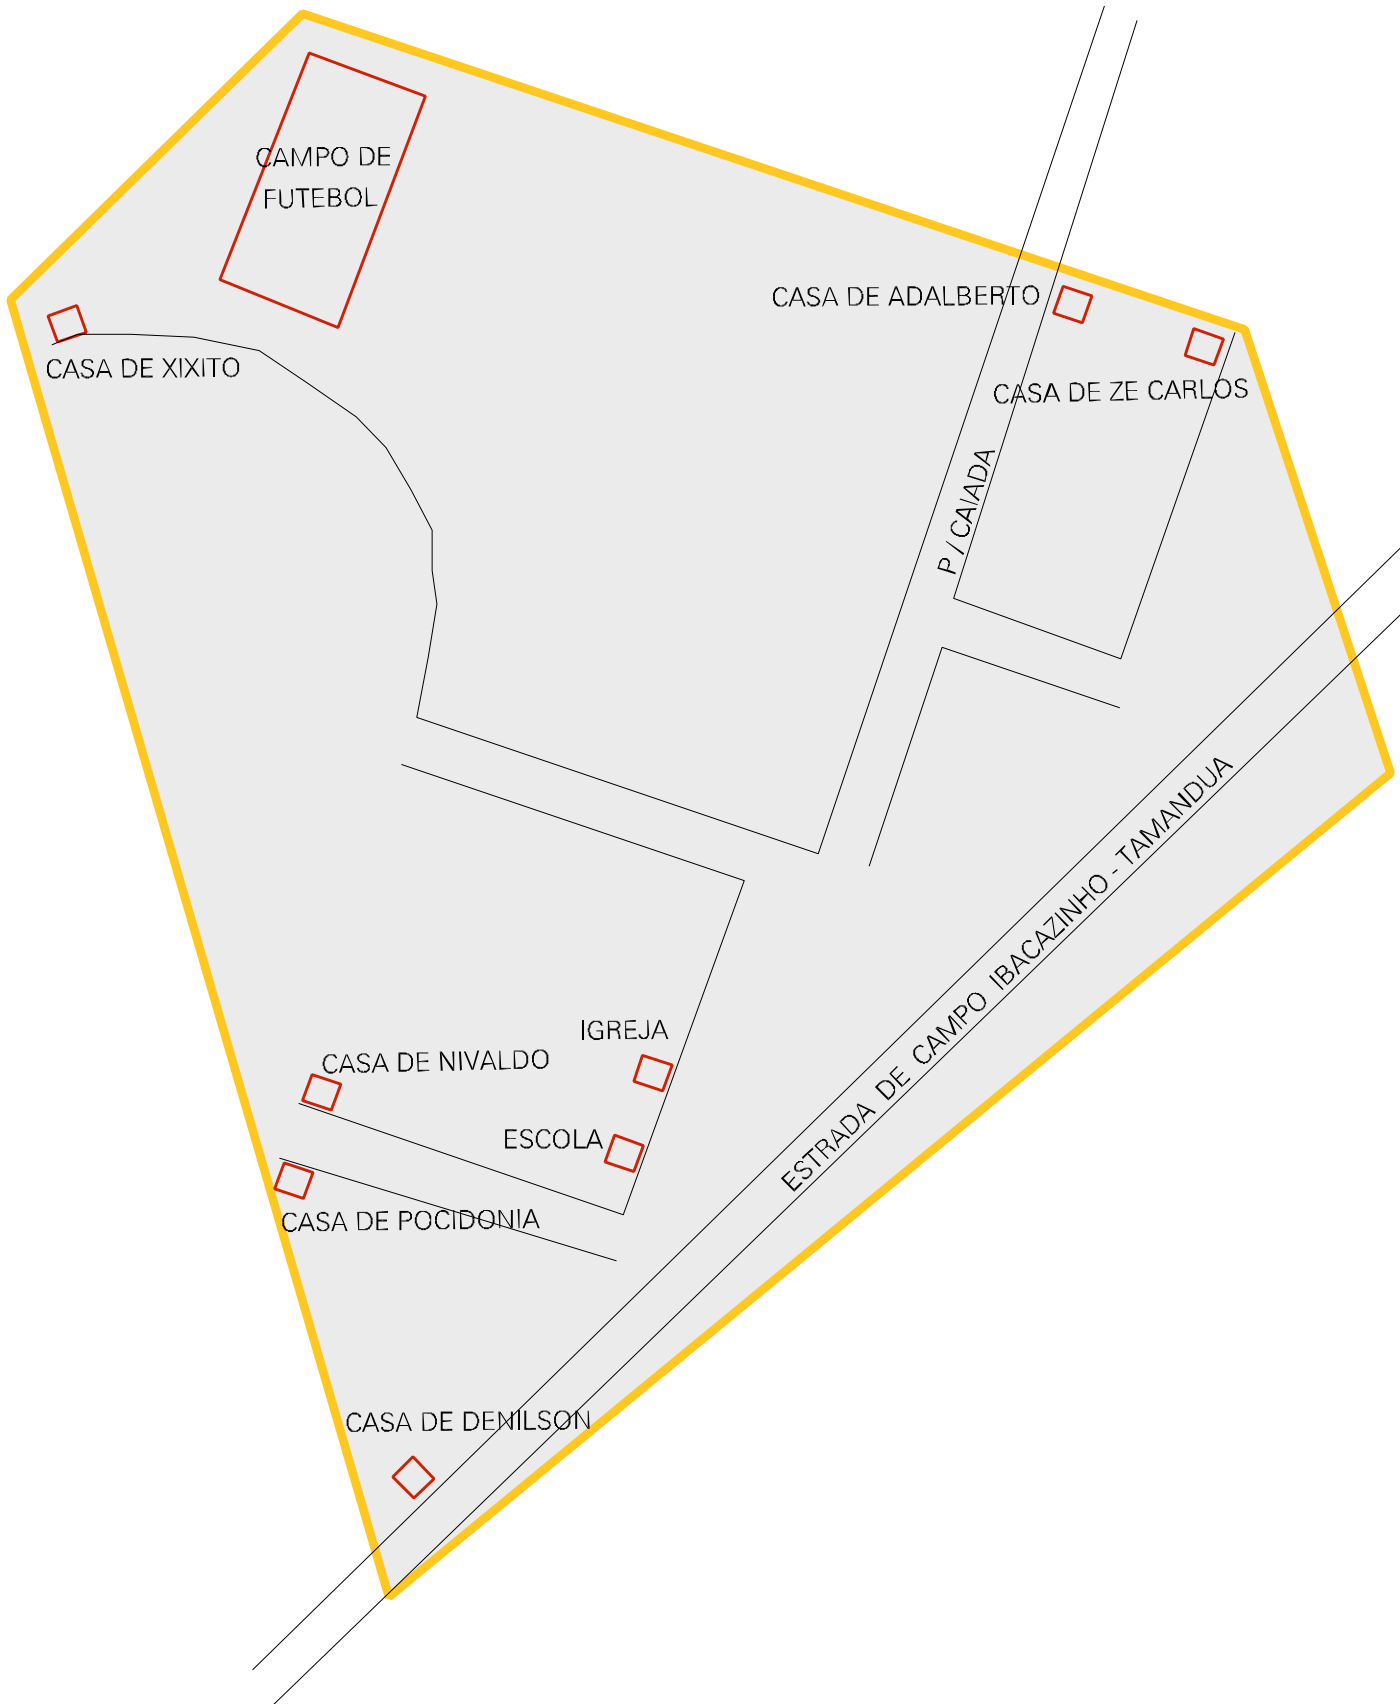 CAMPO DE
FUTEBOL
CASA DE ADALBERTO
CASA DE XIXITO
CASA DE ZE CARLOS
P / CAIADA
ESTRADA DE CAMPO IBACAZINHO - TAMANDUA
IGREJA
CASA DE NIVALDO
ESCOLA
CASA DE POCIDONIA
CASA DE DENILSON